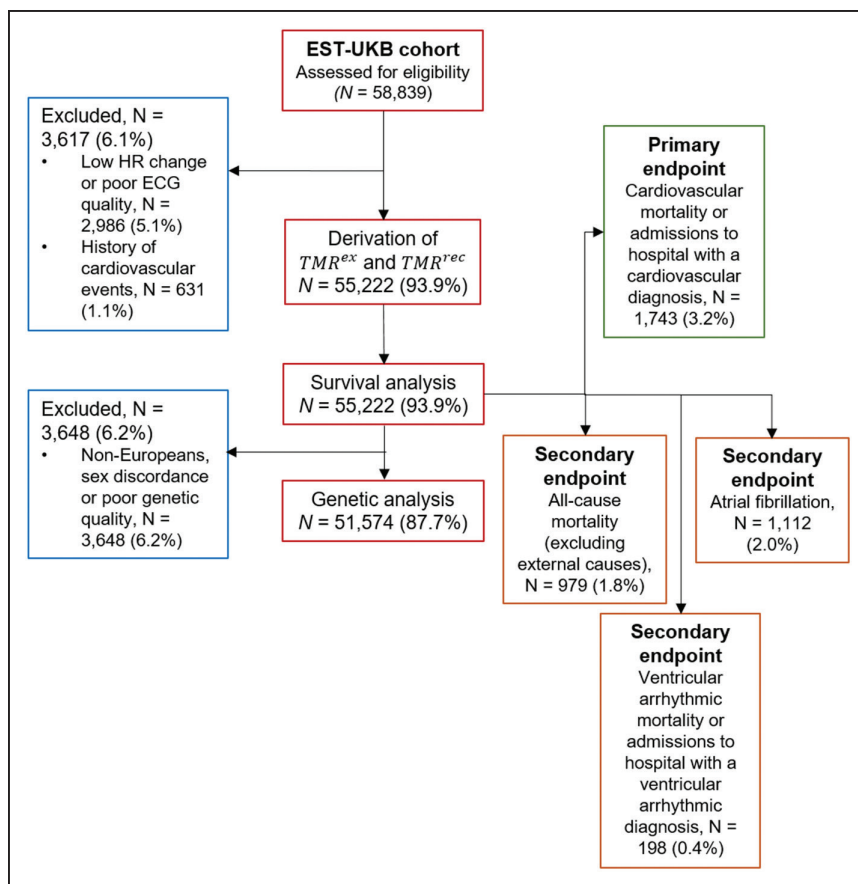 EST-UKB cohort
Assessed for eligibility
(N = 58,839)
Excluded, N =
3,617 (6.1%)
• Low HR change
or poor ECG
quality, N =
2,986 (5.1%)
• History of
cardiovascular
events, N = 631
(1.1%)
Derivation of
TMR^ex and TMR^rec
N = 55,222 (93.9%)
Primary
endpoint
Cardiovascular
mortality or
admissions to
hospital with a
cardiovascular
diagnosis, N =
1,743 (3.2%)
Survival analysis
N = 55,222 (93.9%)
Excluded, N =
3,648 (6.2%)
• Non-Europeans,
sex discordance
or poor genetic
quality, N =
3,648 (6.2%)
Genetic analysis
N = 51,574 (87.7%)
Secondary
endpoint
All-cause
mortality
(excluding
external causes),
N = 979 (1.8%)
Secondary
endpoint
Atrial fibrillation,
N = 1,112
(2.0%)
Secondary
endpoint
Ventricular
arrhythmic
mortality or
admissions to
hospital with a
ventricular
arrhythmic
diagnosis, N =
198 (0.4%)